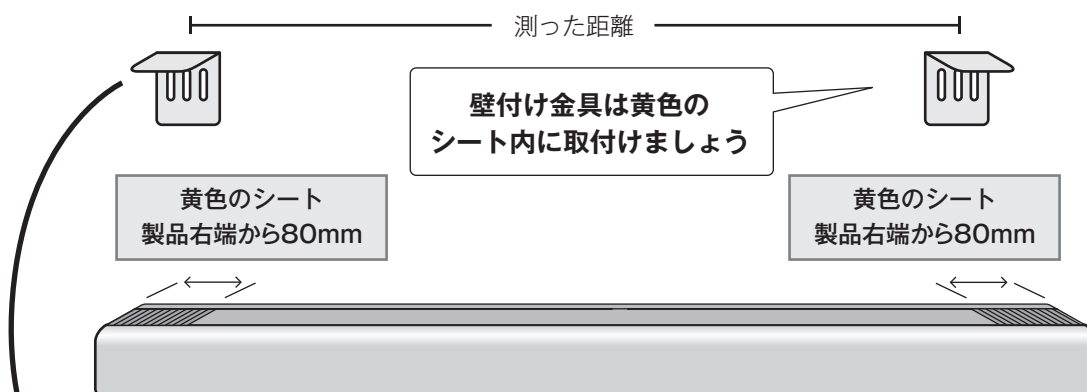 測った距離
壁付け金具は黄色の
シート内に取付けましょう
黄色のシート
製品右端から80mm
黄色のシート
製品右端から80mm